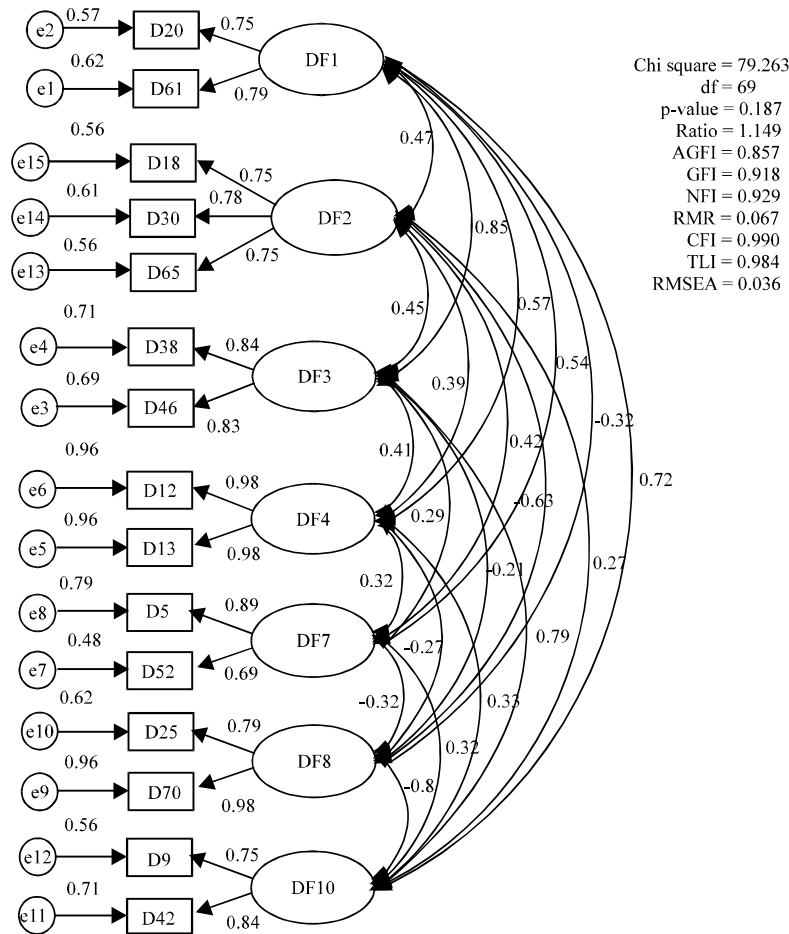 0.57
e2
D20
0.75
DF1
0.62
e1
D61
0.79
Chi square = 79.263
df = 69
p-value = 0.187
Ratio = 1.149
AGFI = 0.857
GFI = 0.918
NFI = 0.929
RMR = 0.067
CFI = 0.990
TLI = 0.984
RMSEA = 0.036
0.47
0.56
e15
D18
0.75
0.61
e14
D30
0.78
DF2
0.56
e13
D65
0.75
0.85
0.57
0.45
0.54
0.71
e4
D38
0.84
DF3
0.39
0.69
e3
D46
0.83
-0.32
0.42
0.41
0.72
0.96
e6
D12
0.98
DF4
0.29
-0.63
0.96
e5
D13
0.98
0.27
-0.21
0.32
0.79
e8
D5
0.89
DF7
0.79
-0.27
0.48
e7
D52
0.69
-0.32
0.33
0.62
e10
D25
0.79
DF8
0.32
0.96
e9
D70
0.98
-0.8
0.56
e12
D9
0.75
DF10
0.71
e11
D42
0.84